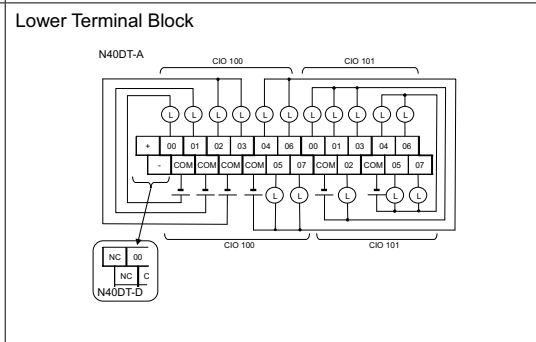 Lower Terminal Block
N40DT-A
CIO 100 CIO 101
L L L L L L L L L L L
+ 00 01 02 03 04 06 00 01 03 04 06
- COM COM COM COM 05 07 COM 02 COM 05 07
L L L L L
CIO 100 CIO 101
NC 00
NC C
N40DT-D